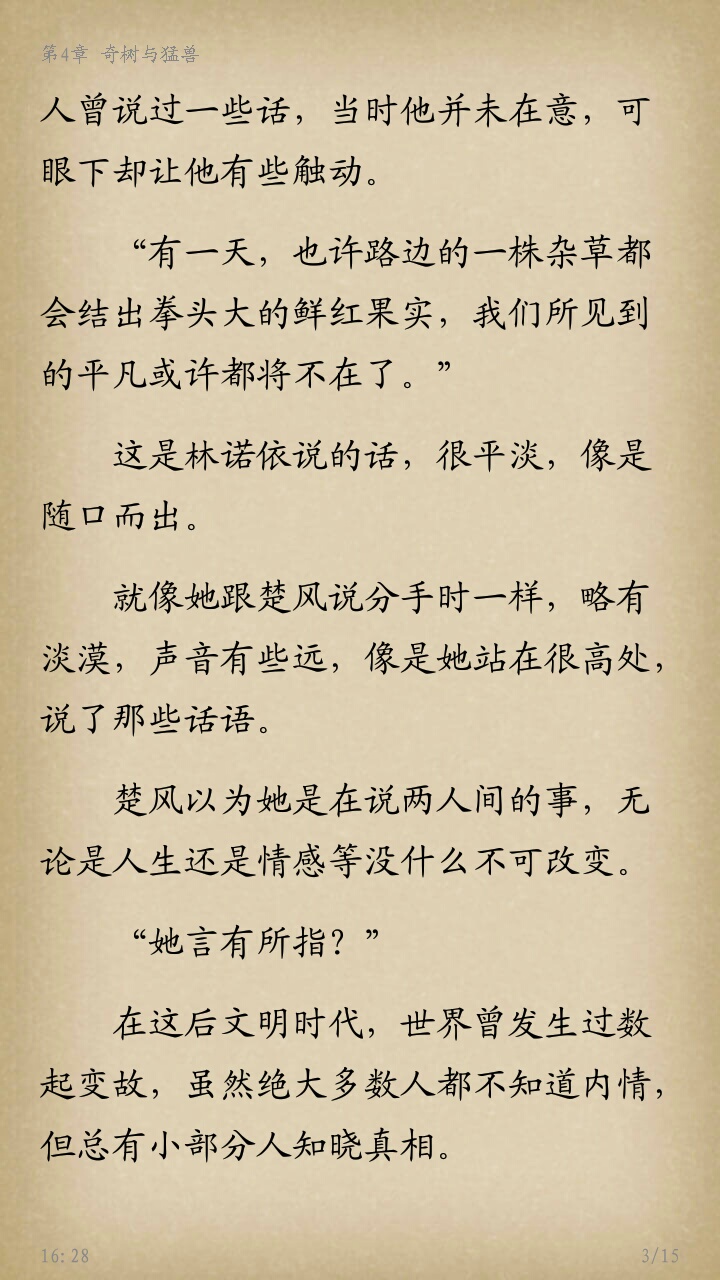 第4章 奇树与猛兽
人曾说过一些话，当时他并未在意，可
眼下却让他有些触动。
“有一天，也许路边的一株杂草都
会结出拳头大的鲜红果实，我们所见到
的平凡或许都将不在了。”
这是林诺依说的话，很平淡，像是
随口而出。
就像她跟楚风说分手时一样，略有
淡漠，声音有些远，像是她站在很高处，
说了那些话语。
楚风以为她是在说两人间的事，无
论是人生还是情感等没什么不可改变。
“她言有所指？”
在这后文明时代，世界曾发生过数
起变故，虽然绝大多数人都不知道内情，
但总有小部分人知晓真相。
16:28
3/15